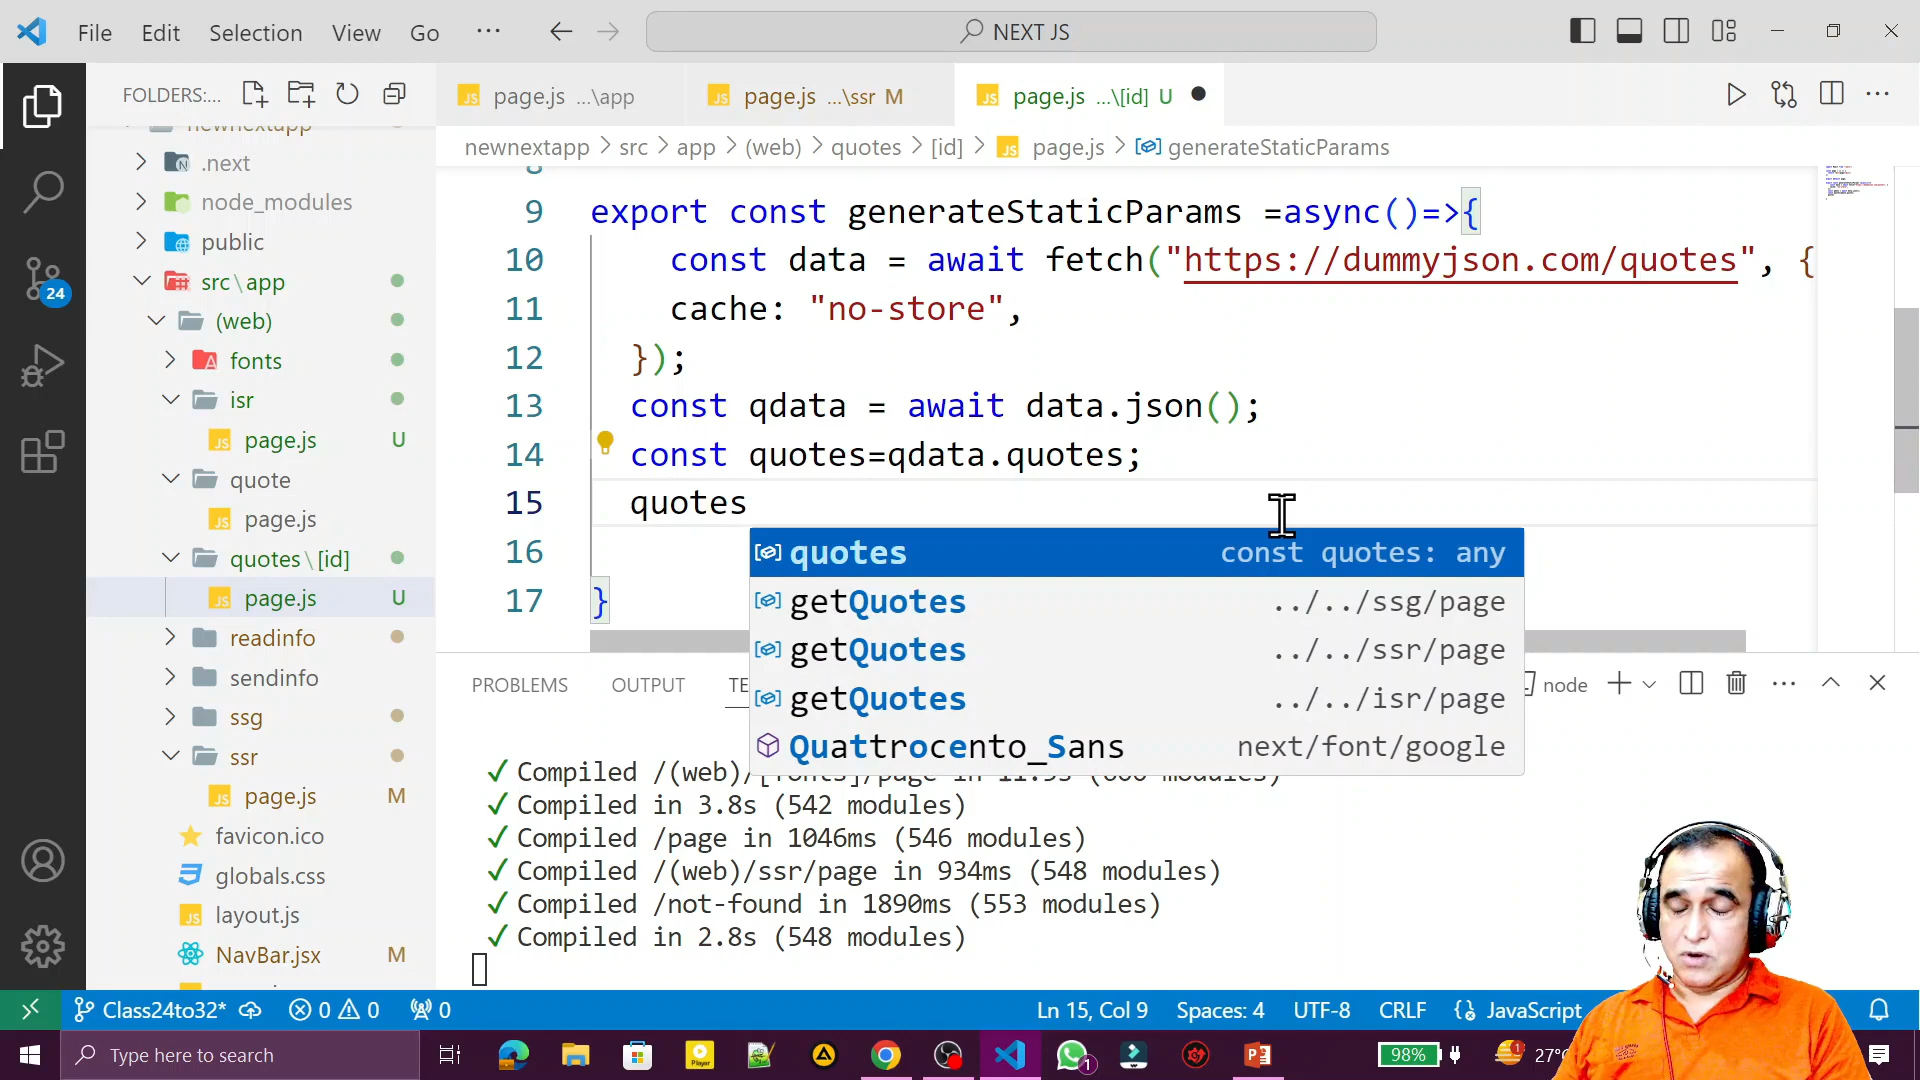 File Edit Selection View Go ... NEXT JS
FOLDERS:...
page.js ...\app
page.js ...\ssr M
page.js ...\[id] U
newnextapp > src > app > (web) > quotes > [id] > page.js > generateStaticParams
newnextapp
.next
node_modules
public
src\app
(web)
fonts
isr
page.js U
quote
page.js
quotes\[id]
page.js U
readinfo
sendinfo
ssg
ssr
page.js M
favicon.ico
globals.css
layout.js
NavBar.jsx M
24
8
9 export const generateStaticParams =async()=>{
10 const data = await fetch("https://dummyjson.com/quotes", {
11 cache: "no-store",
12 });
13 const qdata = await data.json();
14 const quotes=qdata.quotes;
15 quotes
16
17 }
quotes const quotes: any
getQuotes ../../ssg/page
getQuotes ../../ssr/page
getQuotes ../../isr/page
Quattrocento_Sans next/font/google
PROBLEMS OUTPUT TE node
✓ Compiled /(web)/[fonts]/page in 11.9s (666 modules)
✓ Compiled in 3.8s (542 modules)
✓ Compiled /page in 1046ms (546 modules)
✓ Compiled /(web)/ssr/page in 934ms (548 modules)
✓ Compiled /not-found in 1890ms (553 modules)
✓ Compiled in 2.8s (548 modules)
Class24to32* 0 0 0 Ln 15, Col 9 Spaces: 4 UTF-8 CRLF {} JavaScript
Type here to search Player 1 98% 1 27°